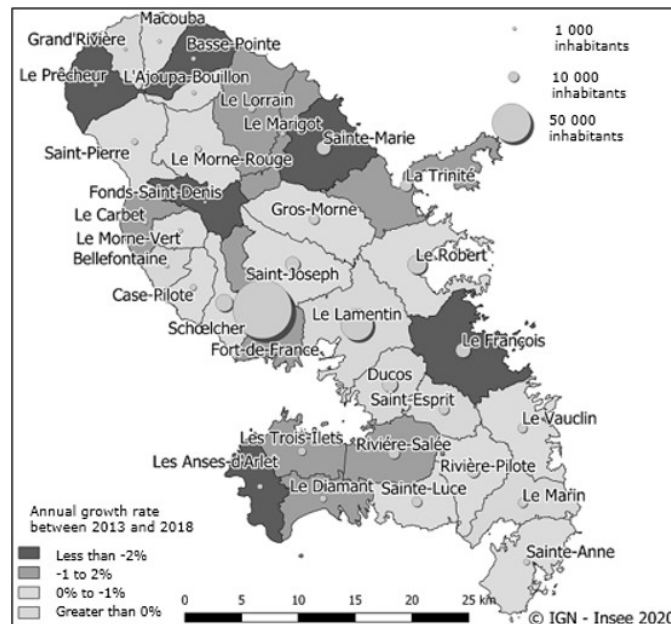 Macouba
Grand'Rivière
Basse-Pointe
Le Prêcheur
L'Ajoupa-Bouillon
Le Lorrain
Le Marigot
Sainte-Marie
La Trinité
Saint-Pierre
Le Morne-Rouge
Fonds-Saint-Denis
Le Carbet
Gros-Morne
Le Morne-Vert
Bellefontaine
Le Robert
Saint-Joseph
Case-Pilote
Le Lamentin
Schœlcher
Fort-de-France
Le François
Ducos
Saint-Esprit
Le Vauclin
Les Trois-Îlets
Riviére-Salée
Les Anses-d'Arlet
Rivière-Pilote
Le Diamant
Sainte-Luce
Le Marin
Sainte-Anne
1 000
inhabitants
10 000
inhabitants
50 000
inhabitants
Annual growth rate
between 2013 and 2018
Less than -2%
-1 to 2%
0% to -1%
Greater than 0%
0 5 10 15 20 25 km
© IGN - Insee 2020